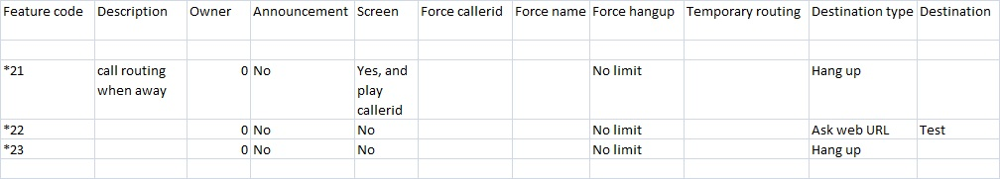 Feature code Description Owner Announcement Screen Force callerid Force name Force hangup Temporary routing Destination type Destination
*21 call routing 0 No Yes, and No limit Hang up
when away play
callerid
*22 0 No No No limit Ask web URL Test
*23 0 No No No limit Hang up